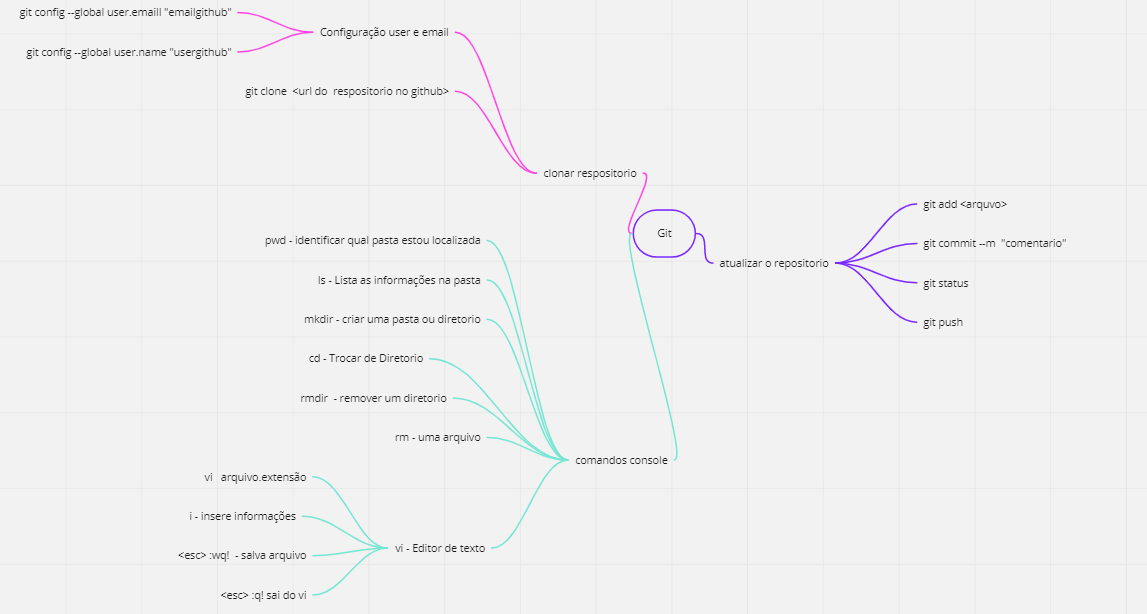 git config --global user.emaill "emailgithub"
Configuração user e email
git config --global user.name "usergithub"
git clone <url do respositorio no github>
clonar respositorio
Git
atualizar o repositorio
git add <arquvo>
git commit --m "comentario"
git status
git push
pwd - identificar qual pasta estou localizada
ls - Lista as informações na pasta
mkdir - criar uma pasta ou diretorio
cd - Trocar de Diretorio
rmdir - remover um diretorio
rm - uma arquivo
comandos console
vi arquivo.extensão
i - insere informações
vi - Editor de texto
<esc> :wq! - salva arquivo
<esc> :q! sai do vi